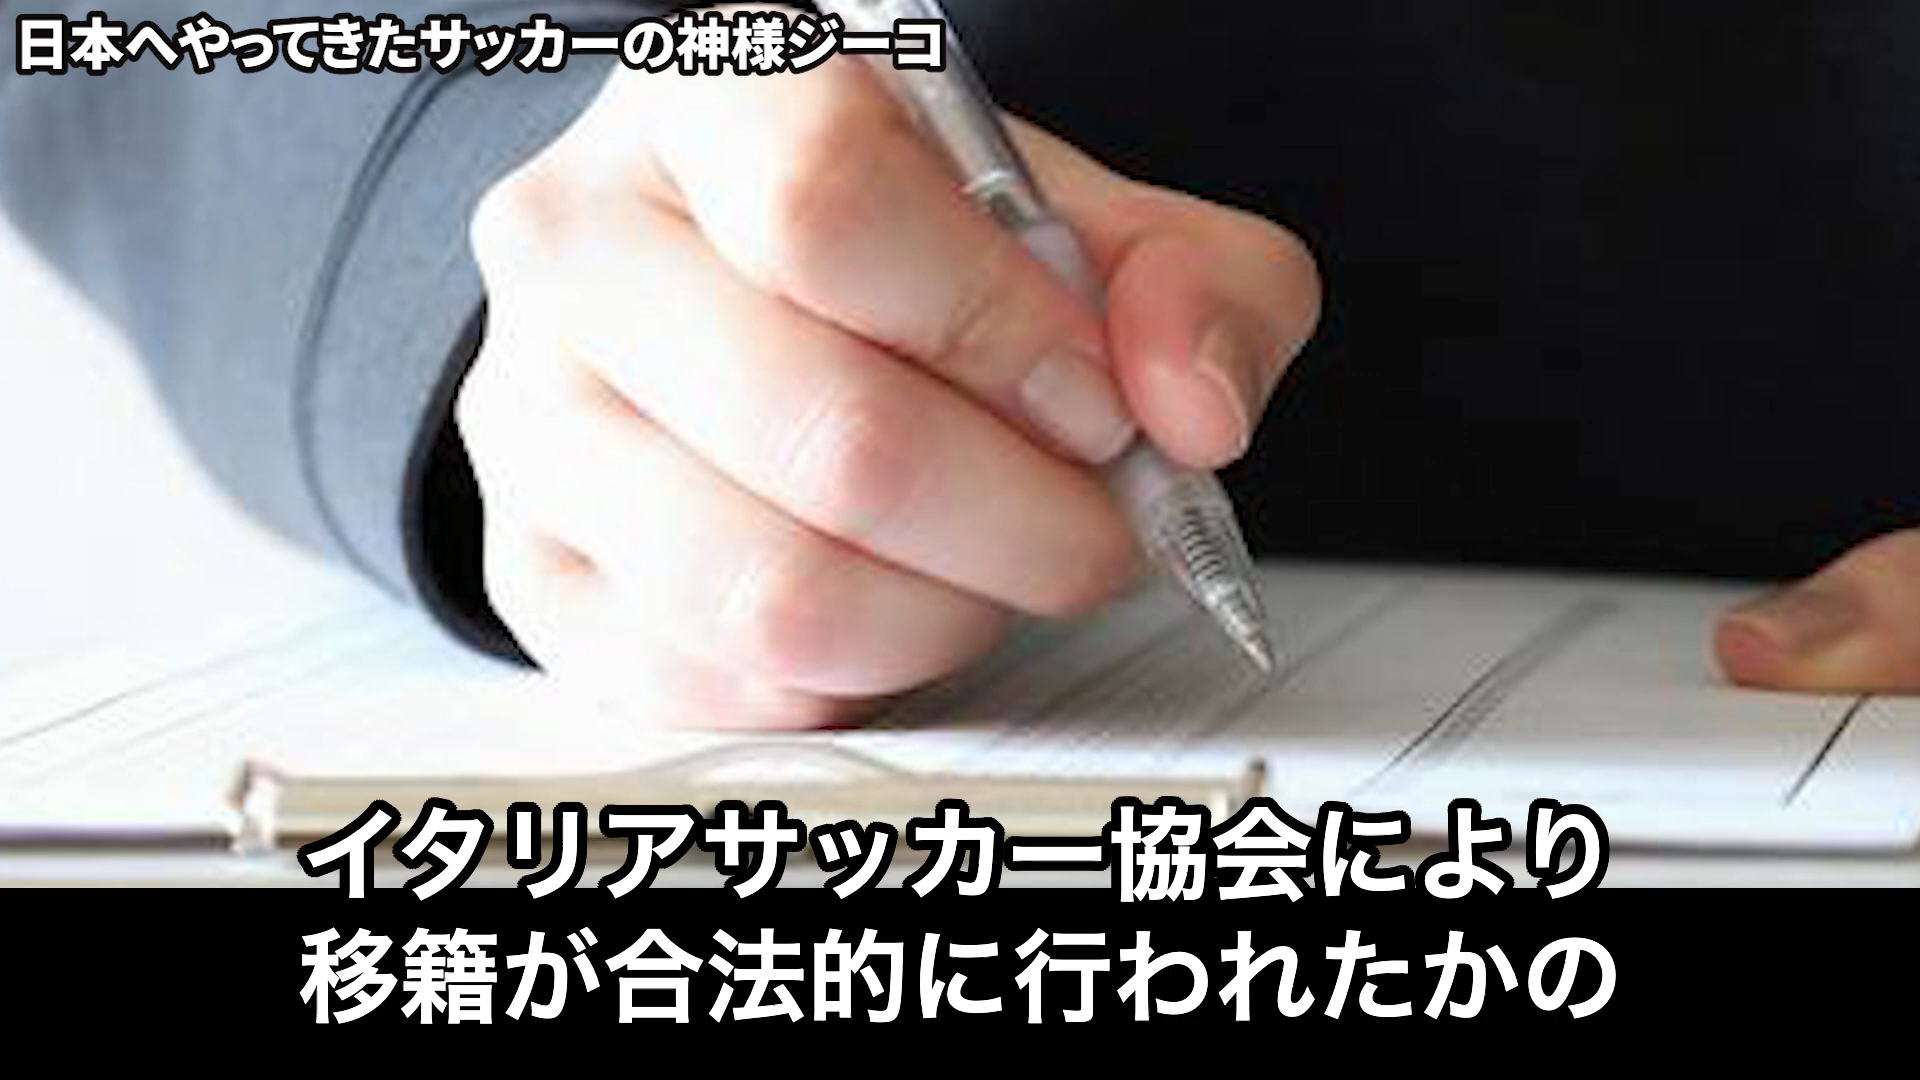 日本へやってきたサッカーの神様ジーコ
イタリアサッカー協会により
移籍が合法的に行われたかの